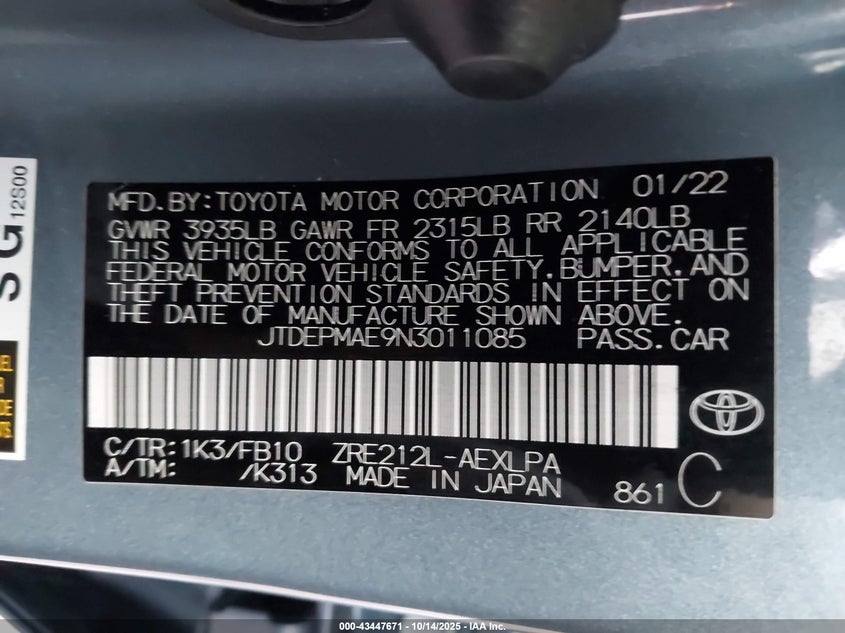 MFD.BY:TOYOTA MOTOR CORPORATION 01/22
GVWR 3935LB GAWR FR 2315LB RR 2140LB
THIS VEHICLE CONFORMS TO ALL APPLICABLE
FEDERAL MOTOR VEHICLE SAFETY,BUMPER,AND
THEFT PREVENTION STANDARDS IN EFFECT ON
THE DATE OF MANUFACTURE SHOWN ABOVE.
JTDEPMAE9N3011085 PASS.CAR
C/TR:1K3/FB10 ZRE212L-AEXLPA
A/TM: /K313 MADE IN JAPAN 861 C
SG
12S00
000-43447671 - 10/14/2025 - IAA Inc.